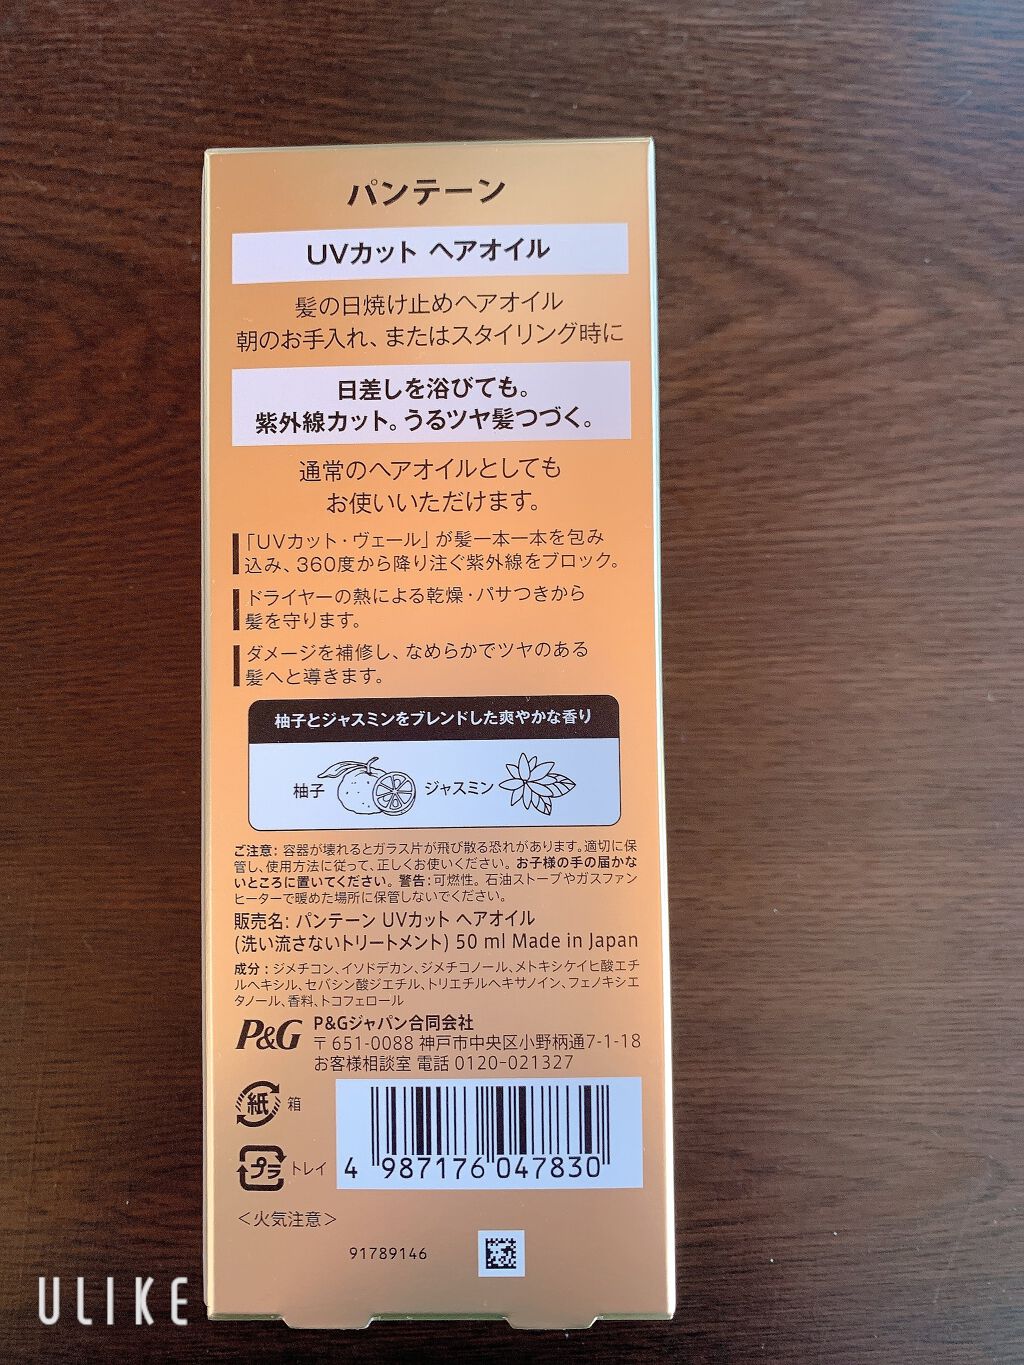 パンテーン
UVカット ヘアオイル
髪の日焼け止めヘアオイル
朝のお手入れ、またはスタイリング時に
日差しを浴びても。
紫外線カット。うるツヤ髪つづく。
通常のヘアオイルとしても
お使いいただけます。
「UVカット・ヴェール」が髪一本一本を包み
込み、360度から降り注ぐ紫外線をブロック。
ドライヤーの熱による乾燥・パサつきから
髪を守ります。
ダメージを補修し、なめらかでツヤのある
髪へと導きます。
柚子とジャスミンをブレンドした爽やかな香り
柚子 ジャスミン
ご注意: 容器が壊れるとガラス片が飛び散る恐れがあります。適切に保
管し、使用方法に従って、正しくお使いください。お子様の手の届かな
いところに置いてください。警告:可燃性。石油ストーブやガスファン
ヒーターで暖めた場所に保管しないでください。
販売名: パンテーン UVカット ヘアオイル
(洗い流さないトリートメント) 50 ml Made in Japan
成分 : ジメチコン、イソドデカン、ジメチコノール、メトキシケイヒ酸エチ
ルヘキシル、セバシン酸ジエチル、トリエチルヘキサノイン、フェノキシエ
タノール、香料、トコフェロール
P&G P&Gジャパン合同会社
〒651-0088 神戸市中央区小野柄通7-1-18
お客様相談室 電話 0120-021327
紙 箱
プラ トレイ
4 987176 047830
<火気注意>
91789146
ULIKE